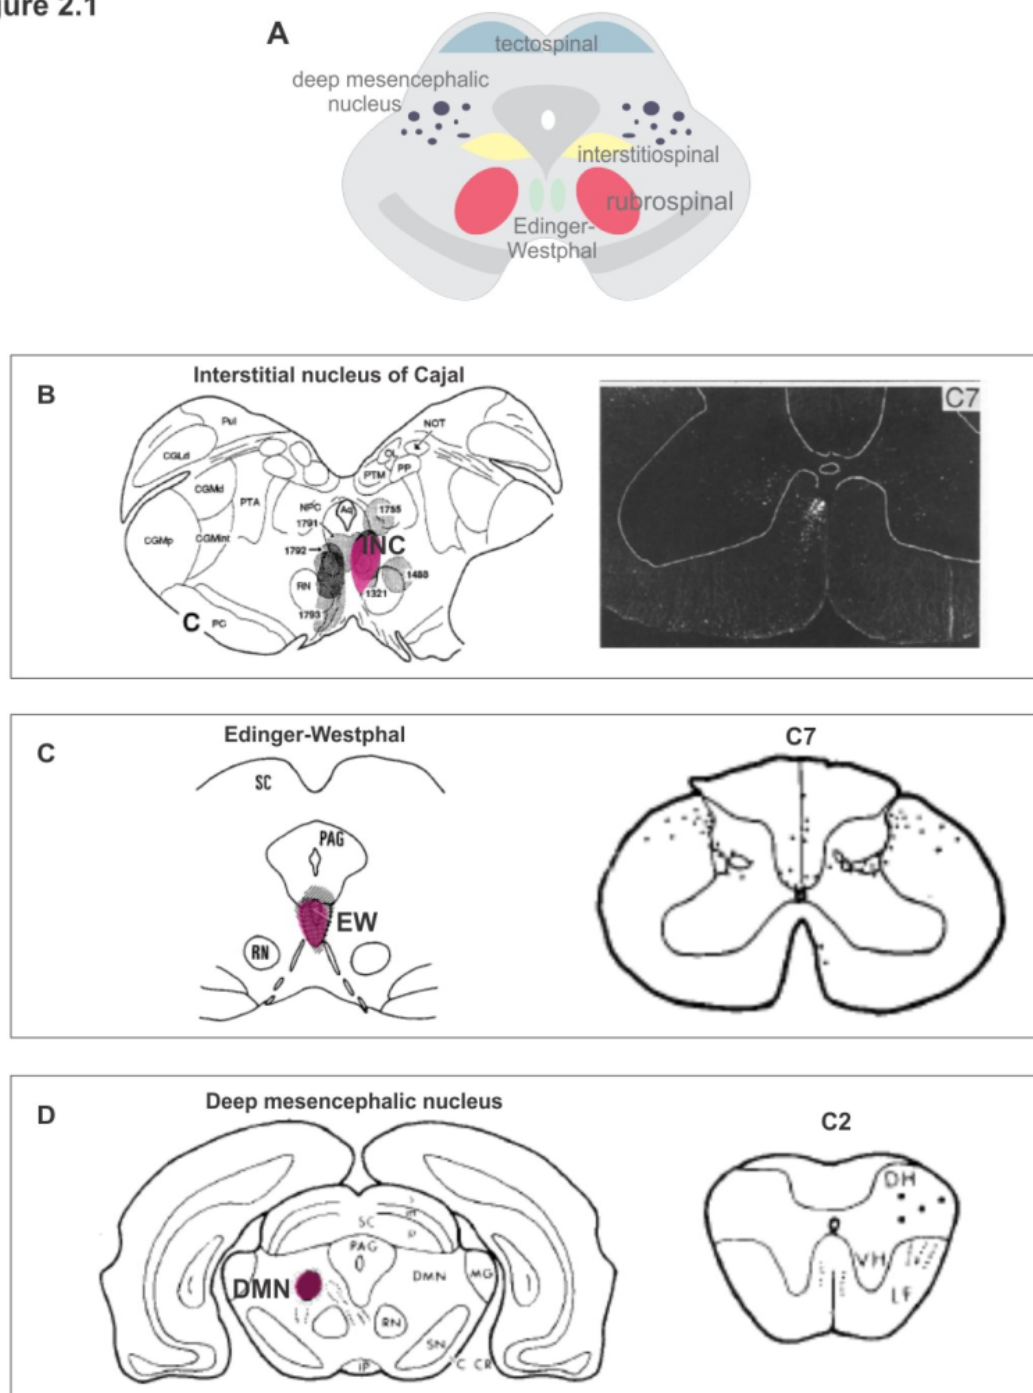 gure 2.1
A
tectospinal
deep mesencephalic
nucleus
interstitiospinal
rubrospinal
Edinger-
Westphal
B
Interstitial nucleus of Cajal
C7
Pul
NOT
CGLd
OL
PTM
PP
CGMd
PTA
NPC
Aq
1755
1791
CGMp
CGMint
INC
1792
RN
1488
1321
1793
C
PC
C
Edinger-Westphal
C7
SC
PAG
EW
RN
D
Deep mesencephalic nucleus
C2
DH
SC
PAG
DMN
DMN
MG
VH
LF
RN
SN
IP
C CR